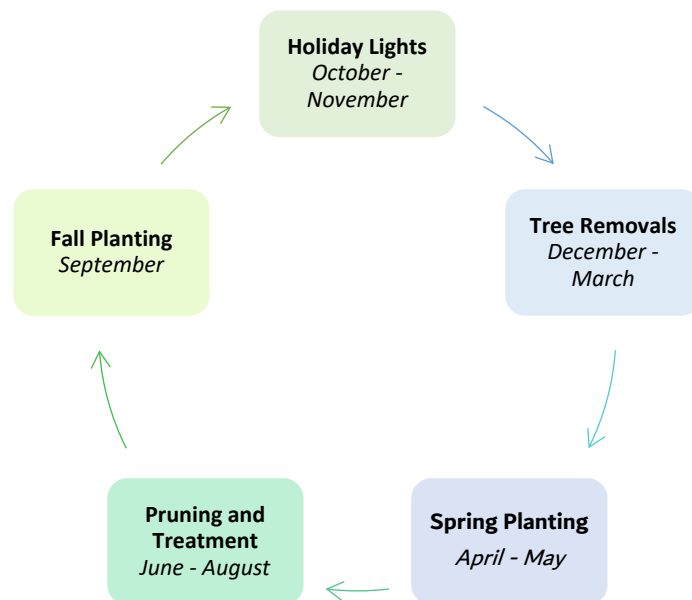 Holiday Lights
October -
November
Tree Removals
December -
March
Spring Planting
April - May
Pruning and
Treatment
June - August
Fall Planting
September